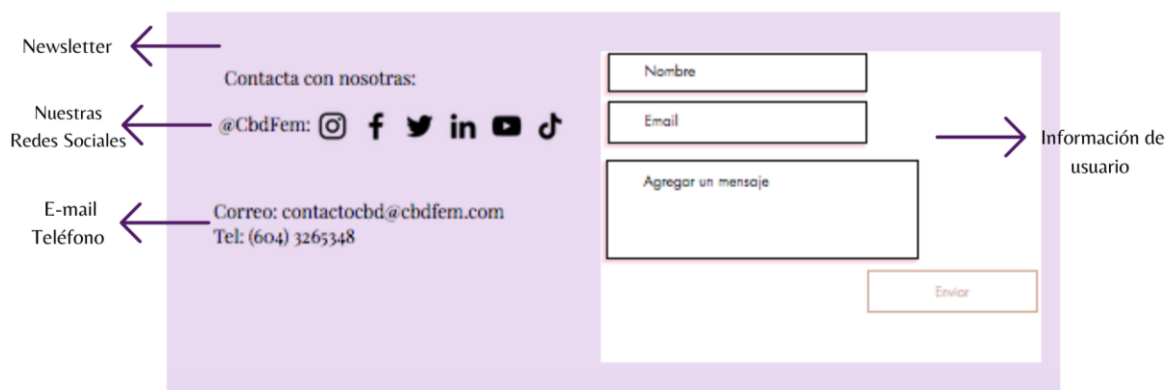 Newsletter
Contacta con nosotras:
Nuestras
Redes Sociales
@CbdFem:
E-mail
Teléfono
Correo: contactocbd@cbdfem.com
Tel: (604) 3265348
Nombre
Email
Agregar un mensaje
Enviar
Información de
usuario